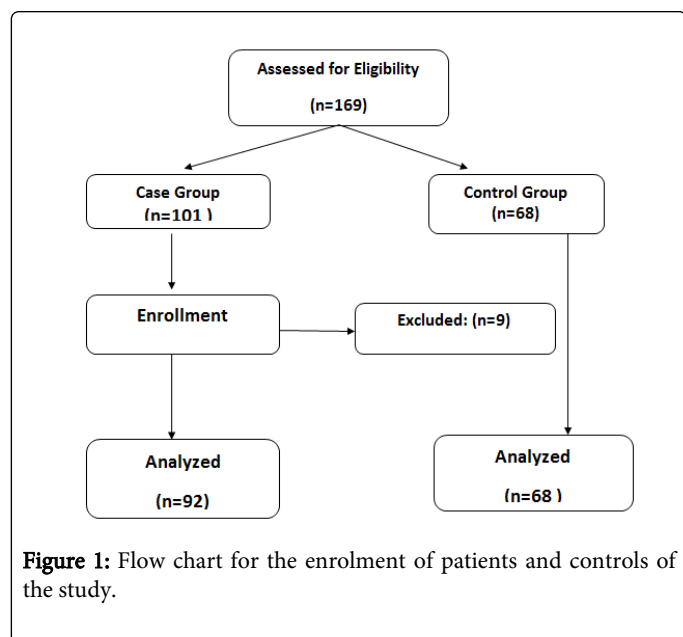 Assessed for Eligibility
(n=169)
Case Group
(n=101 )
Control Group
(n=68)
Enrollment
Excluded: (n=9)
Analyzed
(n=92)
Analyzed
(n=68 )
Figure 1: Flow chart for the enrolment of patients and controls of
the study.